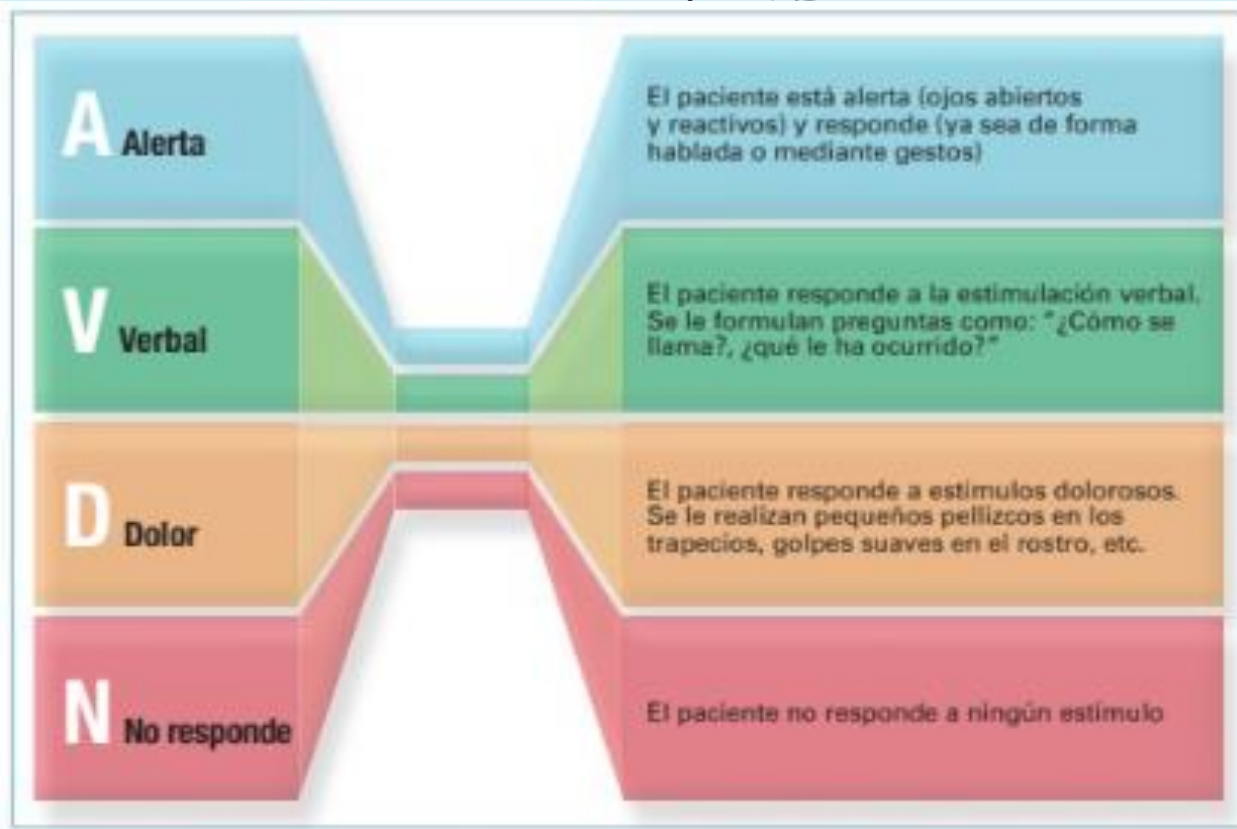 A Alerta
El paciente está alerta (ojos abiertos
y reactivos) y responde (ya sea de forma
hablada o mediante gestos)
V Verbal
El paciente responde a la estimulación verbal.
Se le formulan preguntas como: "¿Cómo se
llama?, ¿qué le ha ocurrido?"
D Dolor
El paciente responde a estímulos dolorosos.
Se le realizan pequeños pellizcos en los
trapecios, golpes suaves en el rostro, etc.
N No responde
El paciente no responde a ningún estímulo